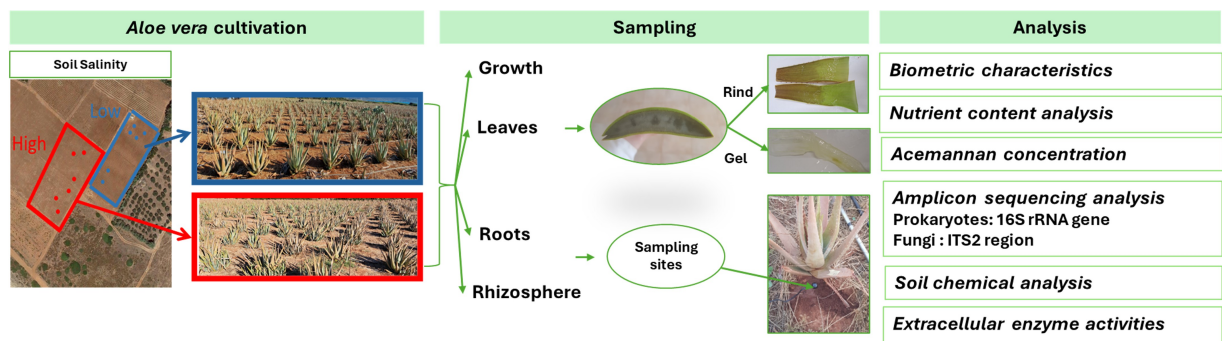 Aloe vera cultivation
Sampling
Analysis
Soil Salinity
Low
High
Growth
Leaves
Roots
Rhizosphere
Rind
Gel
Sampling
sites
Biometric characteristics
Nutrient content analysis
Acemannan concentration
Amplicon sequencing analysis
Prokaryotes: 16S rRNA gene
Fungi : ITS2 region
Soil chemical analysis
Extracellular enzyme activities